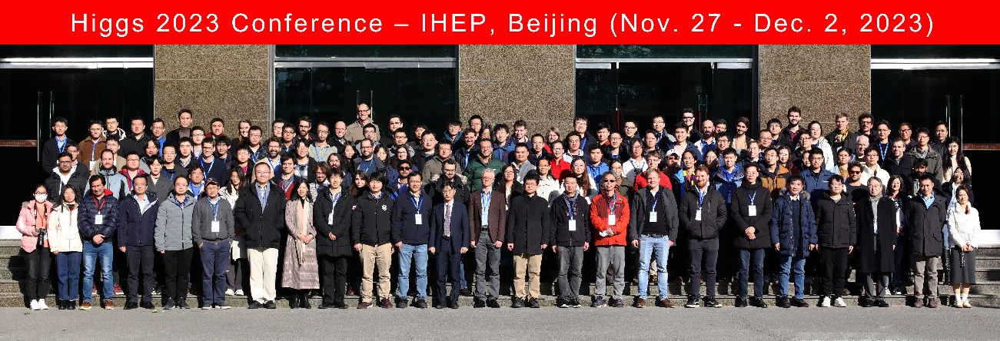 Higgs 2023 Conference – IHEP, Beijing (Nov. 27 - Dec. 2, 2023)